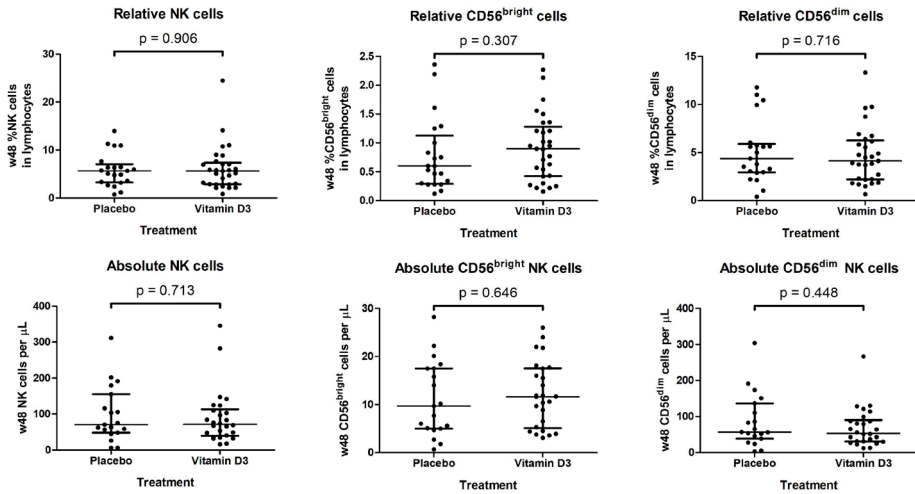 Relative NK cells
p = 0.906
w48 %NK cells
in lymphocytes
30
20
10
0
Placebo
Vitamin D3
Treatment
Relative CD56bright cells
p = 0.307
w48 %CD56bright cells
in lymphocytes
2.5
2.0
1.5
1.0
0.5
0.0
Placebo
Vitamin D3
Treatment
Relative CD56dim cells
p = 0.716
w48 %CD56dim cells
in lymphocytes
15
10
5
0
Placebo
Vitamin D3
Treatment
Absolute NK cells
p = 0.713
w48 NK cells per μL
400
300
200
100
0
Placebo
Vitamin D3
Treatment
Absolute CD56bright NK cells
p = 0.646
w48 CD56bright cells per μL
30
20
10
0
Placebo
Vitamin D3
Treatment
Absolute CD56dim NK cells
p = 0.448
w48 CD56dim cells per μL
400
300
200
100
0
Placebo
Vitamin D3
Treatment